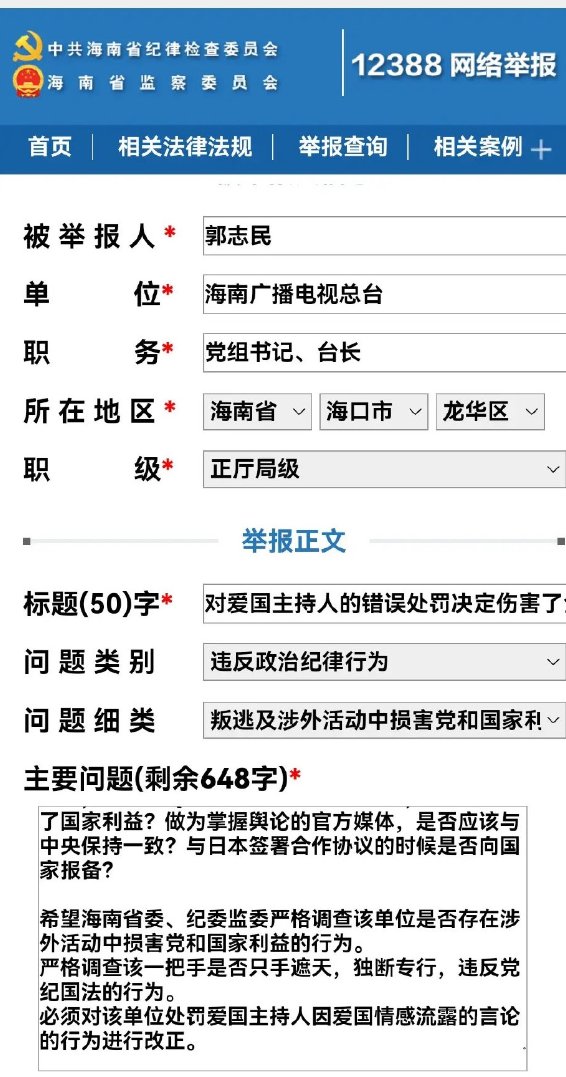 中共海南省纪律检查委员会
海南省监察委员会
12388 网络举报
首页 相关法律法规 举报查询 相关案例
被举报人* 郭志民
单位* 海南广播电视总台
职务* 党组书记、台长
所在地区* 海南省 海口市 龙华区
职级* 正厅局级
举报正文
标题(50)字* 对爱国主持人的错误处罚决定伤害了
问题类别 违反政治纪律行为
问题细类 叛逃及涉外活动中损害党和国家利
主要问题(剩余648字)*
了国家利益？做为掌握舆论的官方媒体，是否应该与
中央保持一致？与日本签署合作协议的时候是否向国
家报备？
希望海南省委、纪委监委严格调查该单位是否存在涉
外活动中损害党和国家利益的行为。
严格调查该一把手是否只手遮天，独断专行，违反党
纪国法的行为。
必须对该单位处罚爱国主持人因爱国情感流露的言论
的行为进行改正。